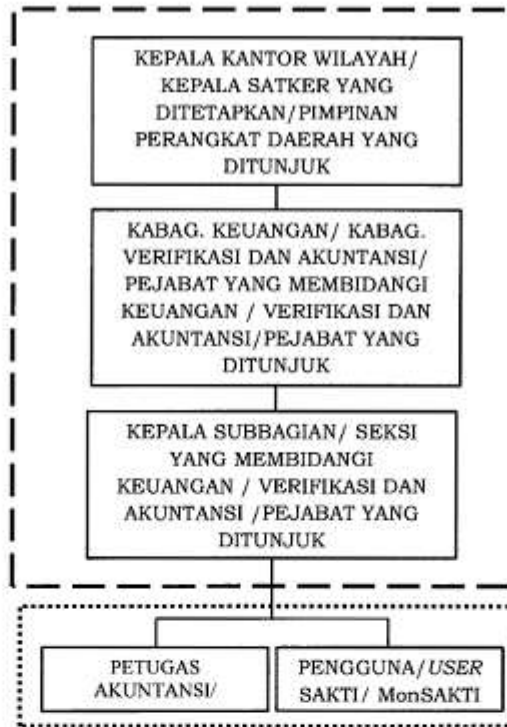 KEPALA KANTOR WILAYAH/
KEPALA SATKER YANG
DITETAPKAN/PIMPINAN
PERANGKAT DAERAH YANG
DITUNJUK
KABAG. KEUANGAN/ KABAG.
VERIFIKASI DAN AKUNTANSI/
PEJABAT YANG MEMBIDANGI
KEUANGAN / VERIFIKASI DAN
AKUNTANSI/PEJABAT YANG
DITUNJUK
KEPALA SUBBAGIAN/ SEKSI
YANG MEMBIDANGI
KEUANGAN / VERIFIKASI DAN
AKUNTANSI /PEJABAT YANG
DITUNJUK
PETUGAS
AKUNTANSI/
PENGGUNA/USER
SAKTI/ MonSAKTI